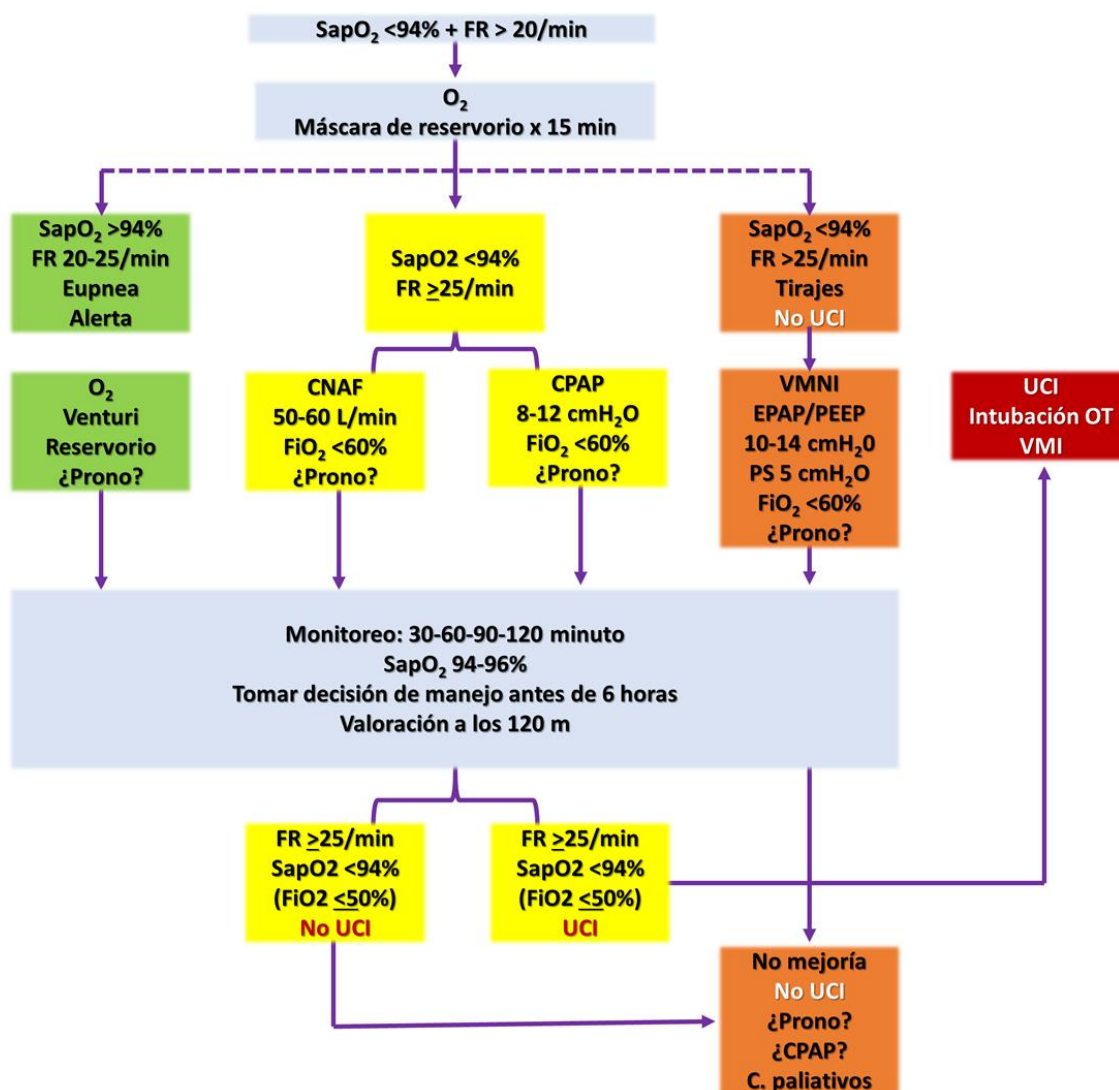 SapO₂ <94% + FR > 20/min
O₂
Máscara de reservorio x 15 min
SapO₂ >94%
FR 20-25/min
Eupnea
Alerta
SapO2 <94%
FR ≥25/min
SapO₂ <94%
FR >25/min
Tirajes
No UCI
O₂
Venturi
Reservorio
¿Prono?
CNAF
50-60 L/min
FiO₂ <60%
¿Prono?
CPAP
8-12 cmH₂O
FiO₂ <60%
¿Prono?
VMNI
EPAP/PEEP
10-14 cmH₂0
PS 5 cmH₂O
FiO₂ <60%
¿Prono?
UCI
Intubación OT
VMI
Monitoreo: 30-60-90-120 minuto
SapO₂ 94-96%
Tomar decisión de manejo antes de 6 horas
Valoración a los 120 m
FR ≥25/min
SapO2 <94%
(FiO2 ≤50%)
No UCI
FR ≥25/min
SapO2 <94%
(FiO2 ≤50%)
UCI
No mejoría
No UCI
¿Prono?
¿CPAP?
C. paliativos